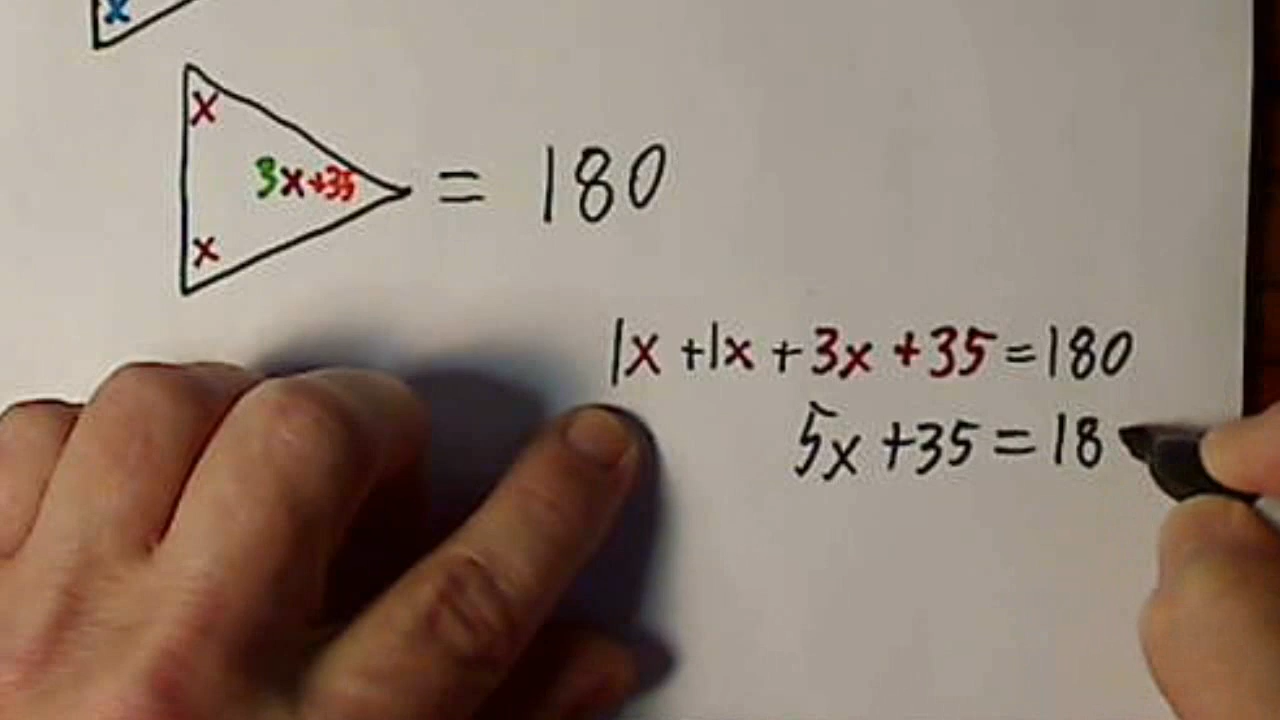 x
x
3x+35 = 180
x
1x +1x + 3x +35 =180
5x +35 = 18